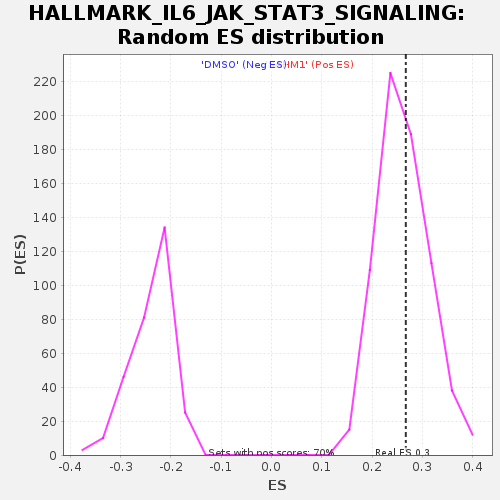 HALLMARK_IL6_JAK_STAT3_SIGNALING:
Random ES distribution
'DMSO' (Neg ES) HM1' (Pos ES)
220
200
180
160
140
120
100
80
60
40
20
0
P(ES)
Sets with pos scores: 70%
Real ES 0.3
-0.4 -0.3 -0.2 -0.1 0.0 0.1 0.2 0.3 0.4
ES